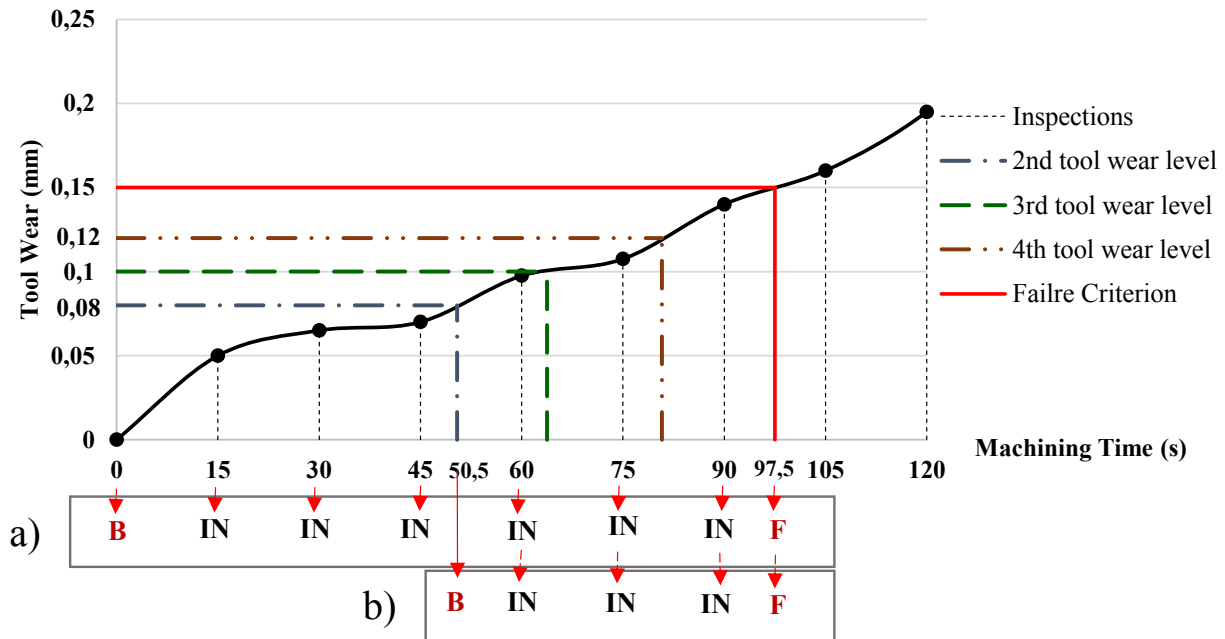 0,25
0,2
0,15
0,12
0,1
0,08
0,05
0
Tool Wear (mm)
Inspections
2nd tool wear level
3rd tool wear level
4th tool wear level
Failre Criterion
0 15 30 45 50,5 60 75 90 97,5 105 120
Machining Time (s)
a) B IN IN IN IN IN IN F
b) B IN IN IN F